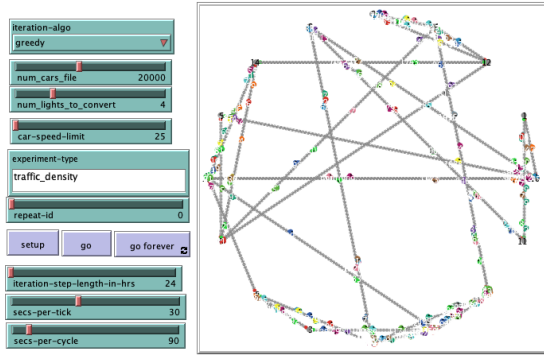 iteration-algo
greedy
num_cars_file 20000
num_lights_to_convert 4
car-speed-limit 25
experiment-type
traffic_density
repeat-id 0
setup go go forever
iteration-step-length-in-hrs 24
secs-per-tick 30
secs-per-cycle 90
14
12
11